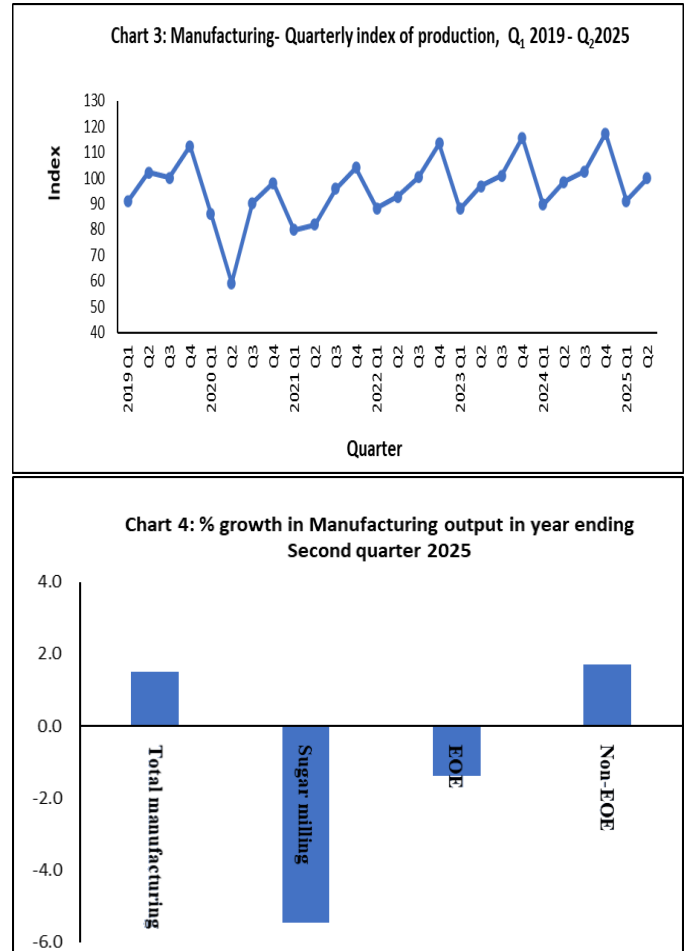 Chart 3: Manufacturing- Quarterly index of production, Q1 2019 - Q2 2025
130
120
110
100
90
80
70
60
50
40
Index
2019 Q1
Q2
Q3
Q4
2020 Q1
Q2
Q3
Q4
2021 Q1
Q2
Q3
Q4
2022 Q1
Q2
Q3
Q4
2023 Q1
Q2
Q3
Q4
2024 Q1
Q2
Q3
Q4
2025 Q1
Q2
Quarter
Chart 4: % growth in Manufacturing output in year ending
Second quarter 2025
4.0
2.0
0.0
-2.0
-4.0
-6.0
Total manufacturing
Sugar milling
EOE
Non-EOE